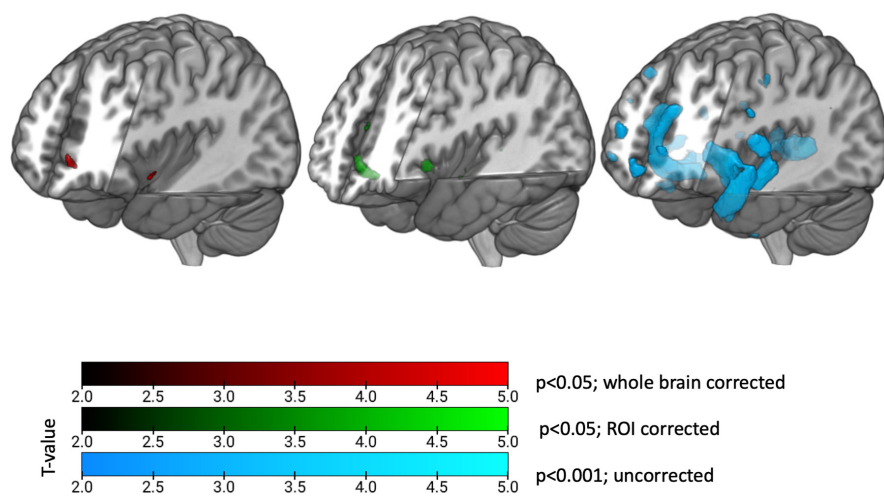 2.0 2.5 3.0 3.5 4.0 4.5 5.0
p<0.05; whole brain corrected
2.0 2.5 3.0 3.5 4.0 4.5 5.0
p<0.05; ROI corrected
2.0 2.5 3.0 3.5 4.0 4.5 5.0
p<0.001; uncorrected
T-value